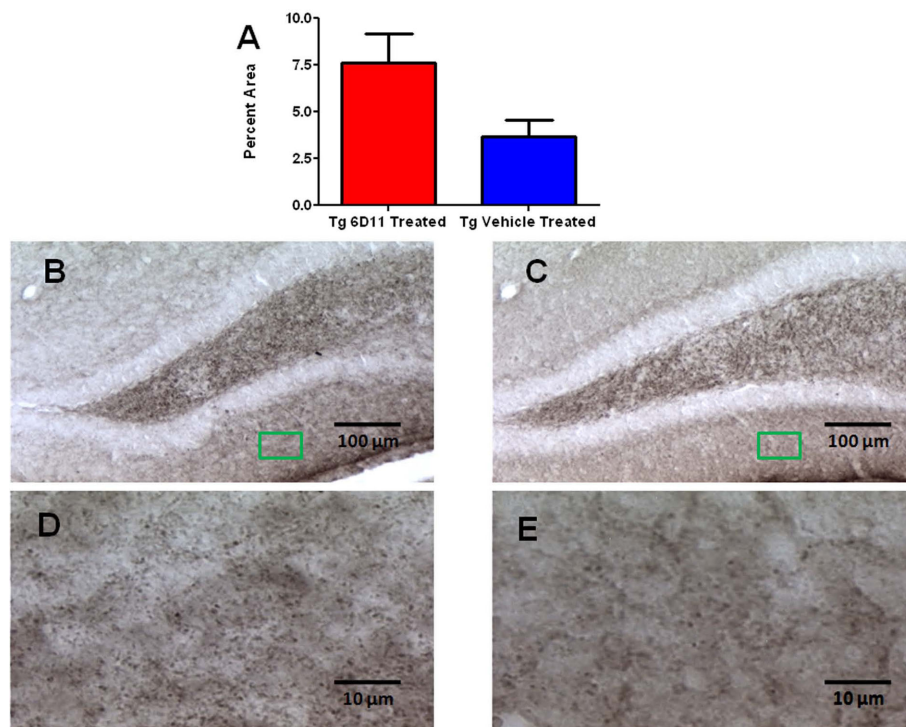 A
Percent Area
10.0
7.5
5.0
2.5
0.0
Tg 6D11 Treated Tg Vehicle Treated
B
100 µm
C
100 µm
D
10 µm
E
10 µm